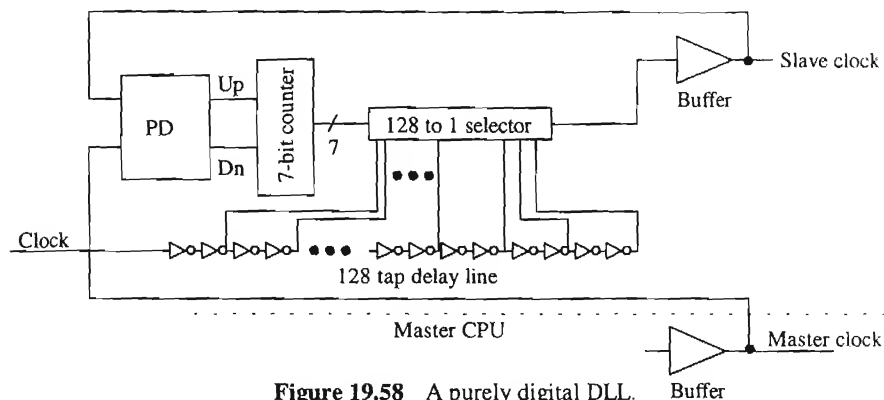 Up
PD
Dn
7-bit counter
7
128 to 1 selector
Buffer
Slave clock
Clock
128 tap delay line
Master CPU
Master clock
Buffer
Figure 19.58 A purely digital DLL.